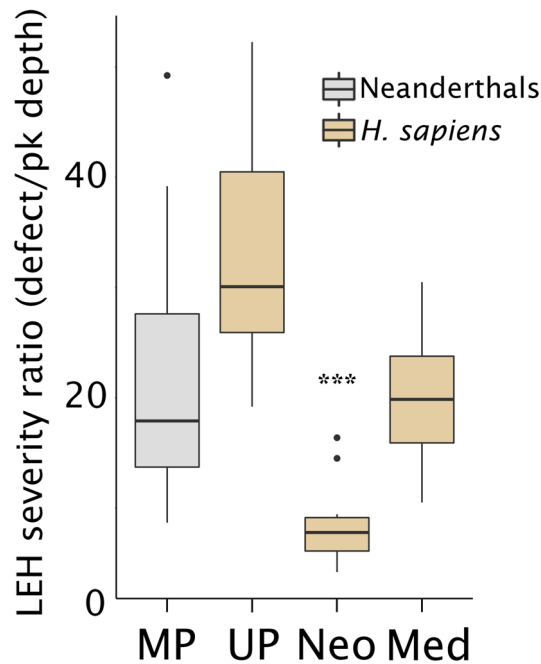 LEH severity ratio (defect/pk depth)
Neanderthals
H. sapiens
40
20
***
0
MP UP Neo Med